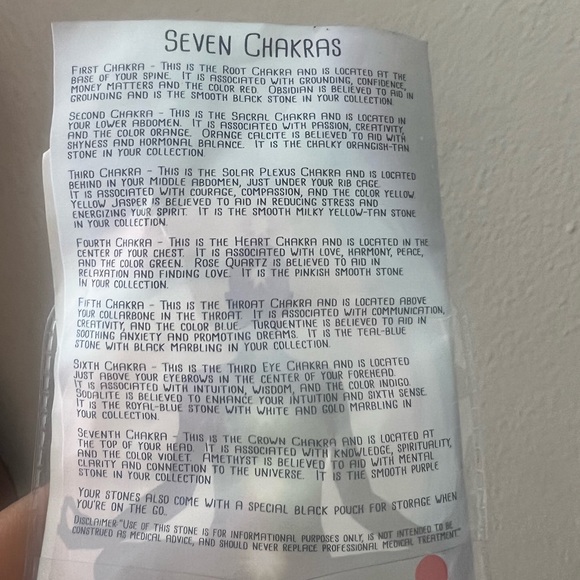 SEVEN CHAKRAS
FIRST CHAKRA - THIS IS THE ROOT CHAKRA AND IS LOCATED AT THE
BASE OF YOUR SPINE. IT IS ASSOCIATED WITH GROUNDING, CONFIDENCE,
MONEY MATTERS AND THE COLOR RED. OBSIDIAN IS BELIEVED TO AID IN
GROUNDING AND IS THE SMOOTH BLACK STONE IN YOUR COLLECTION.
SECOND CHAKRA - THIS IS THE SACRAL CHAKRA AND IS LOCATED IN
YOUR LOWER ABDOMEN. IT IS ASSOCIATED WITH PASSION, CREATIVITY,
AND THE COLOR ORANGE. ORANGE CALCITE IS BELIEVED TO AID WITH
SHYNESS AND HORMONAL BALANCE. IT IS THE CHALKY ORANGISH-TAN
STONE IN YOUR COLLECTION.
THIRD CHAKRA - THIS IS THE SOLAR PLEXUS CHAKRA AND IS LOCATED
BEHIND IN YOUR MIDDLE ABDOMEN, JUST UNDER YOUR RIB CAGE.
IT IS ASSOCIATED WITH COURAGE, COMPASSION, AND THE COLOR YELLOW.
YELLOW JASPER IS BELIEVED TO AID IN REDUCING STRESS AND
ENERGIZING YOUR SPIRIT. IT IS THE SMOOTH MILKY YELLOW-TAN STONE
IN YOUR COLLECTION.
FOURTH CHAKRA - THIS IS THE HEART CHAKRA AND IS LOCATED IN THE
CENTER OF YOUR CHEST. IT IS ASSOCIATED WITH LOVE, HARMONY, PEACE,
AND THE COLOR GREEN. ROSE QUARTZ IS BELIEVED TO AID IN
RELAXATION AND FINDING LOVE. IT IS THE PINKISH SMOOTH STONE
IN YOUR COLLECTION.
FIFTH CHAKRA - THIS IS THE THROAT CHAKRA AND IS LOCATED ABOVE
YOUR COLLARBONE IN THE THROAT. IT IS ASSOCIATED WITH COMMUNICATION,
CREATIVITY, AND THE COLOR BLUE. TURQUENTINE IS BELIEVED TO AID IN
SOOTHING ANXIETY AND PROMOTING DREAMS. IT IS THE TEAL-BLUE
STONE WITH BLACK MARBLING IN YOUR COLLECTION.
SIXTH CHAKRA - THIS IS THE THIRD EYE CHAKRA AND IS LOCATED
JUST ABOVE YOUR EYEBROWS IN THE CENTER OF YOUR FOREHEAD.
IT IS ASSOCIATED WITH INTUITION, WISDOM, AND THE COLOR INDIGO.
SODALITE IS BELIEVED TO ENHANCE YOUR INTUITION AND SIXTH SENSE.
IT IS THE ROYAL-BLUE STONE WITH WHITE AND GOLD MARBLING IN
YOUR COLLECTION.
SEVENTH CHAKRA - THIS IS THE CROWN CHAKRA AND IS LOCATED AT
THE TOP OF YOUR HEAD. IT IS ASSOCIATED WITH KNOWLEDGE, SPIRITUALITY,
AND THE COLOR VIOLET. AMETHYST IS BELIEVED TO AID WITH MENTAL
CLARITY AND CONNECTION TO THE UNIVERSE. IT IS THE SMOOTH PURPLE
STONE IN YOUR COLLECTION.
YOUR STONES ALSO COME WITH A SPECIAL BLACK POUCH FOR STORAGE WHEN
YOU'RE ON THE GO.
DISCLAIMER "USE OF THIS STONE IS FOR INFORMATIONAL PURPOSES ONLY, IS NOT INTENDED TO BE
CONSTRUED AS MEDICAL ADVICE, AND SHOULD NEVER REPLACE PROFESSIONAL MEDICAL TREATMENT"